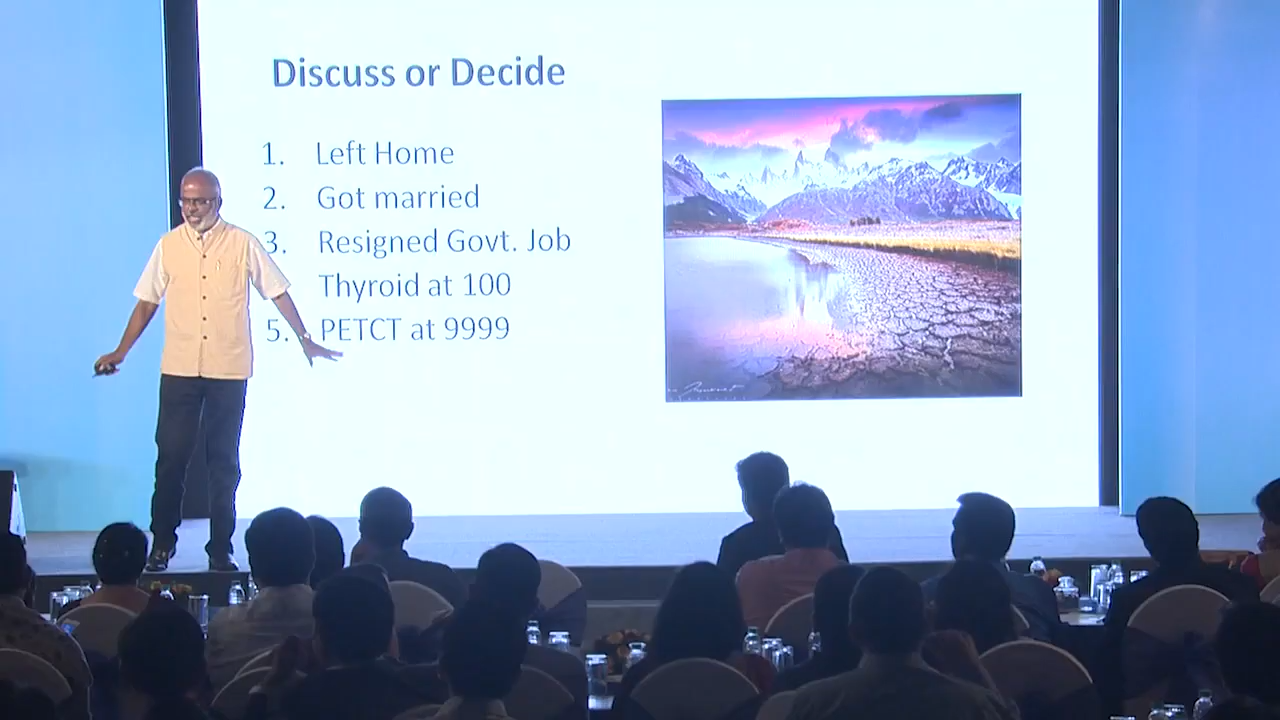 Discuss or Decide
1. Left Home
2. Got married
3. Resigned Govt. Job
Thyroid at 100
5. PETCT at 9999